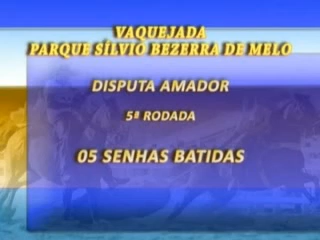 VAQUEJADA
PARQUE SÍLVIO BEZERRA DE MELO
DISPUTA AMADOR
5ª RODADA
05 SENHAS BATIDAS